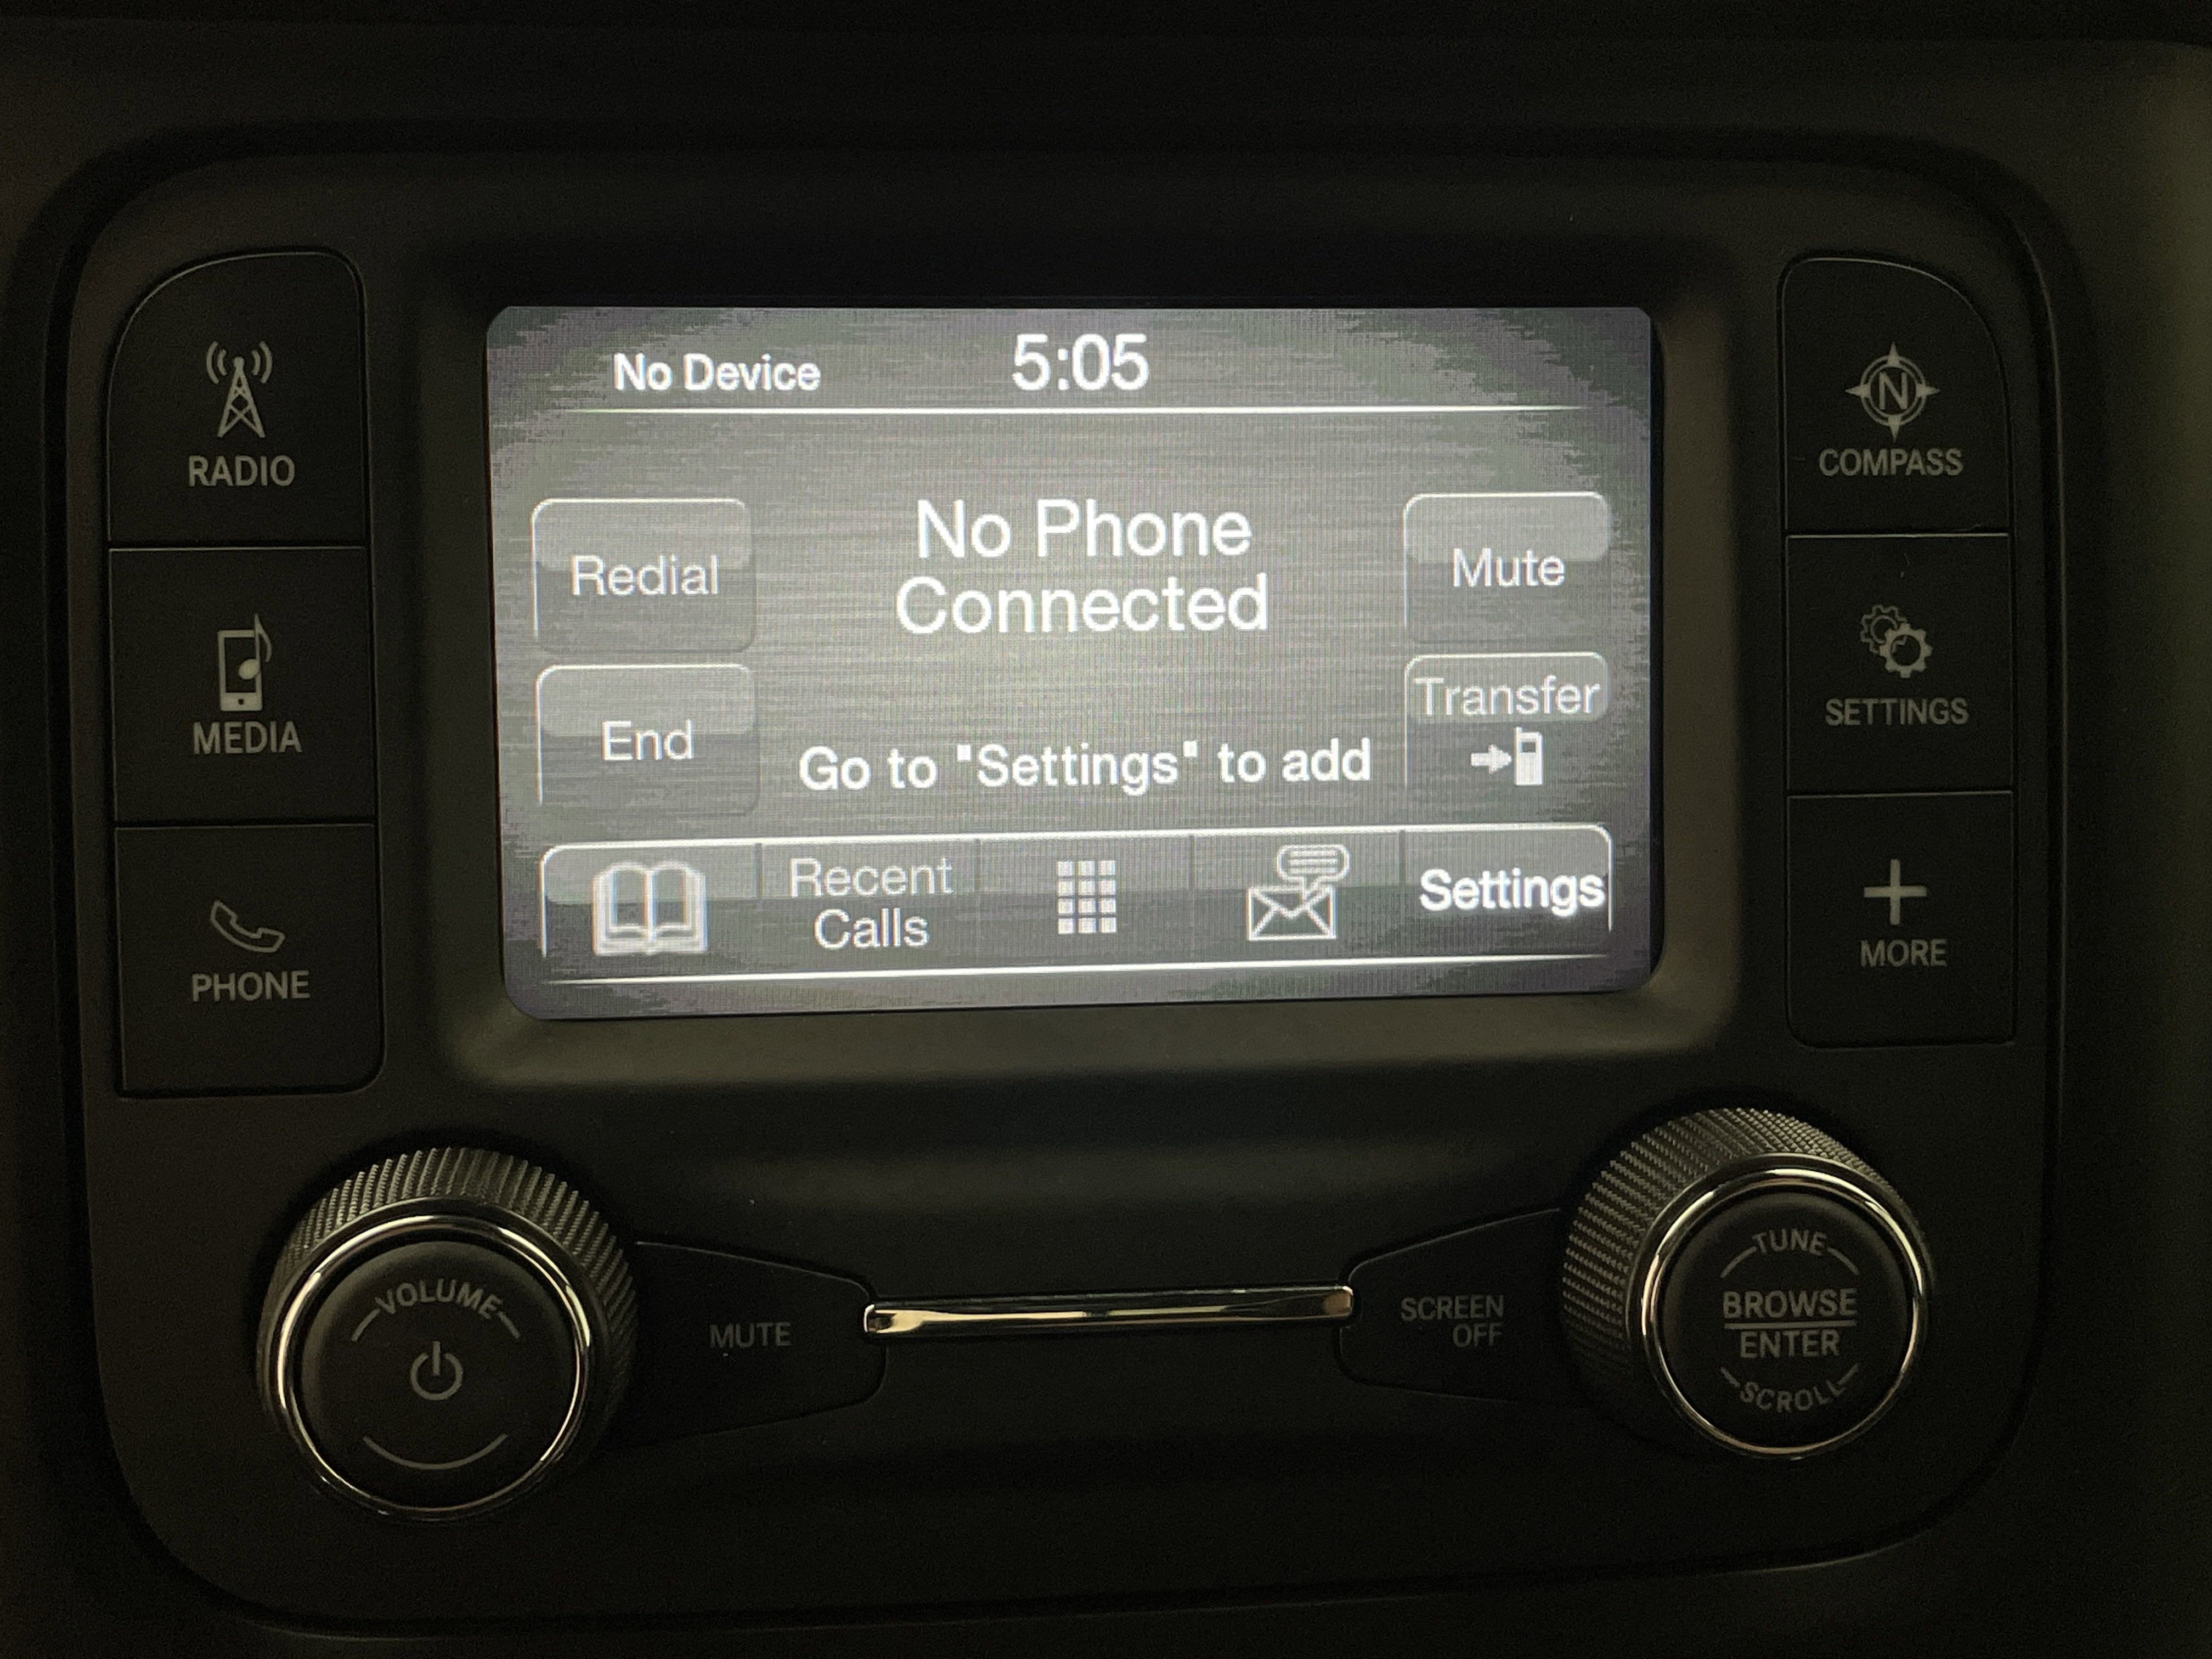 No Device 5:05
RADIO
COMPASS
Redial
No Phone
Connected
Mute
MEDIA
End
Go to "Settings" to add
Transfer
SETTINGS
Recent
Calls
Settings
PHONE
MORE
VOLUME
MUTE
SCREEN
OFF
TUNE
BROWSE
ENTER
SCROLL
N